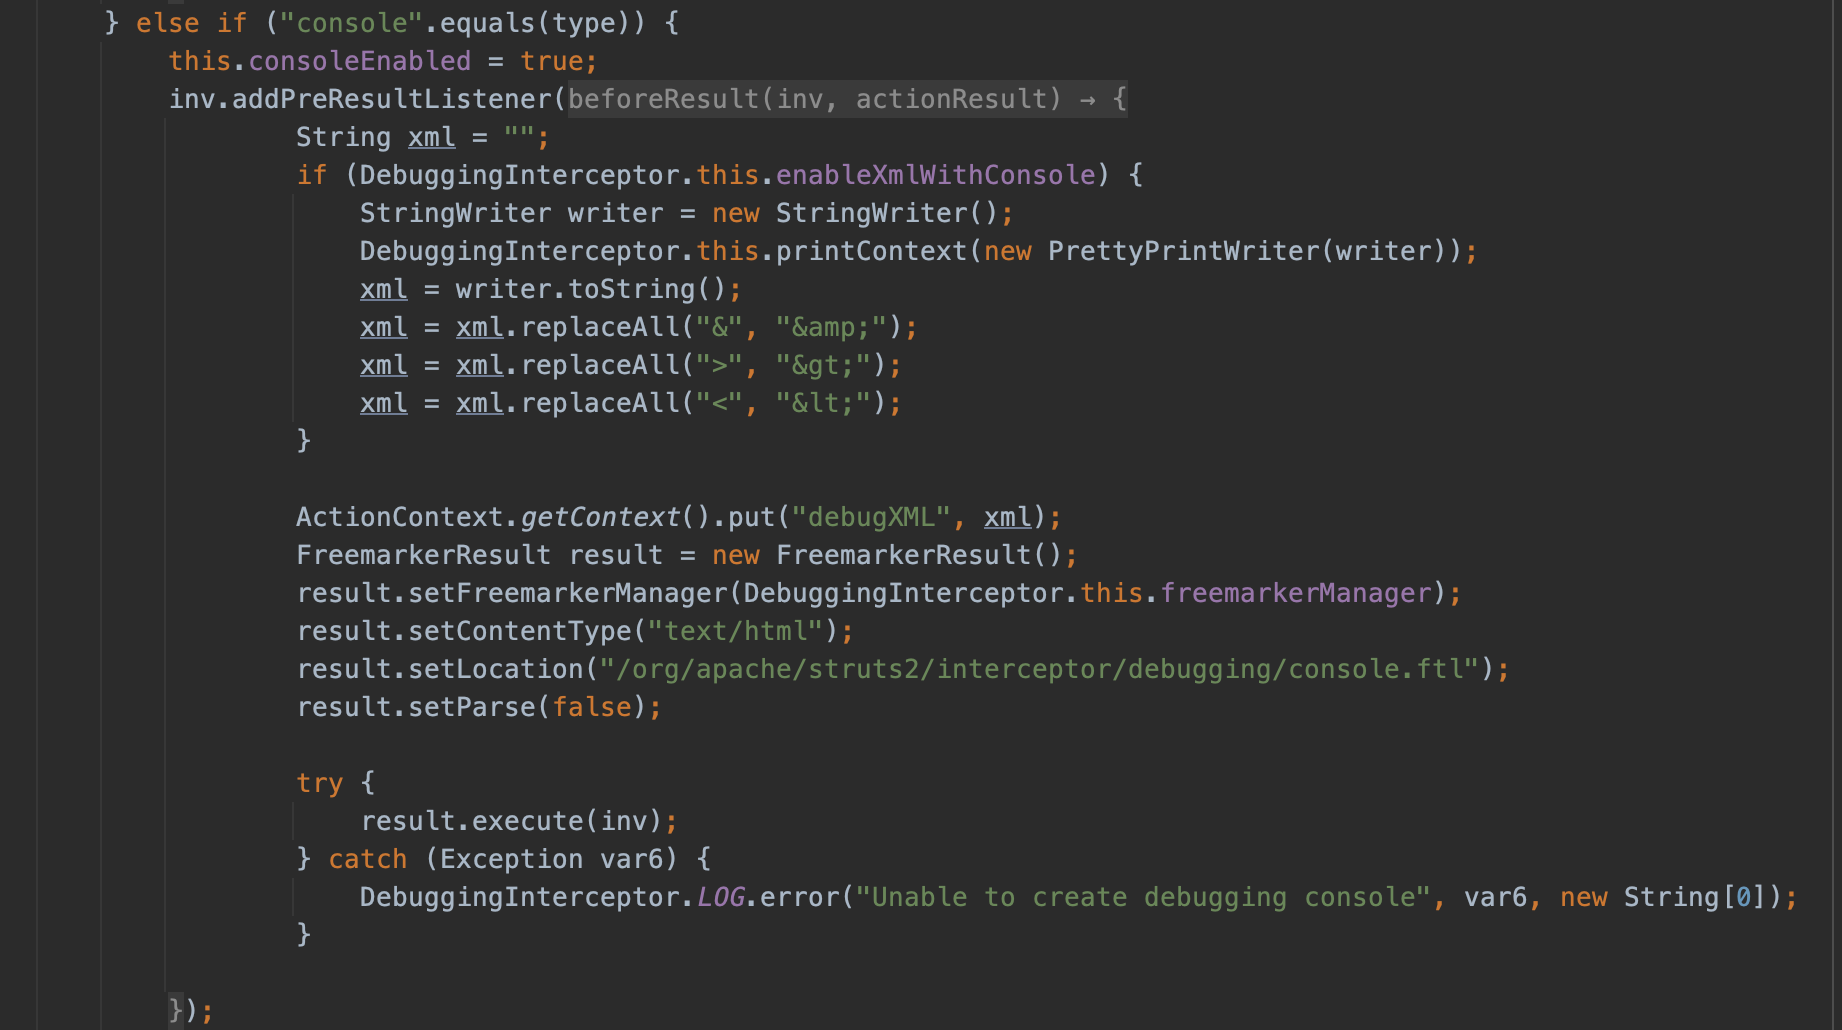 } else if ("console".equals(type)) {
this.consoleEnabled = true;
inv.addPreResultListener(beforeResult(inv, actionResult) → {
String xml = "";
if (DebuggingInterceptor.this.enableXmlWithConsole) {
StringWriter writer = new StringWriter();
DebuggingInterceptor.this.printContext(new PrettyPrintWriter(writer));
xml = writer.toString();
xml = xml.replaceAll("&", "&amp;");
xml = xml.replaceAll(">", "&gt;");
xml = xml.replaceAll("<", "&lt;");
}
ActionContext.getContext().put("debugXML", xml);
FreemarkerResult result = new FreemarkerResult();
result.setFreemarkerManager(DebuggingInterceptor.this.freemarkerManager);
result.setContentType("text/html");
result.setLocation("/org/apache/struts2/interceptor/debugging/console.ftl");
result.setParse(false);
try {
result.execute(inv);
} catch (Exception var6) {
DebuggingInterceptor.LOG.error("Unable to create debugging console", var6, new String[0]);
}
});